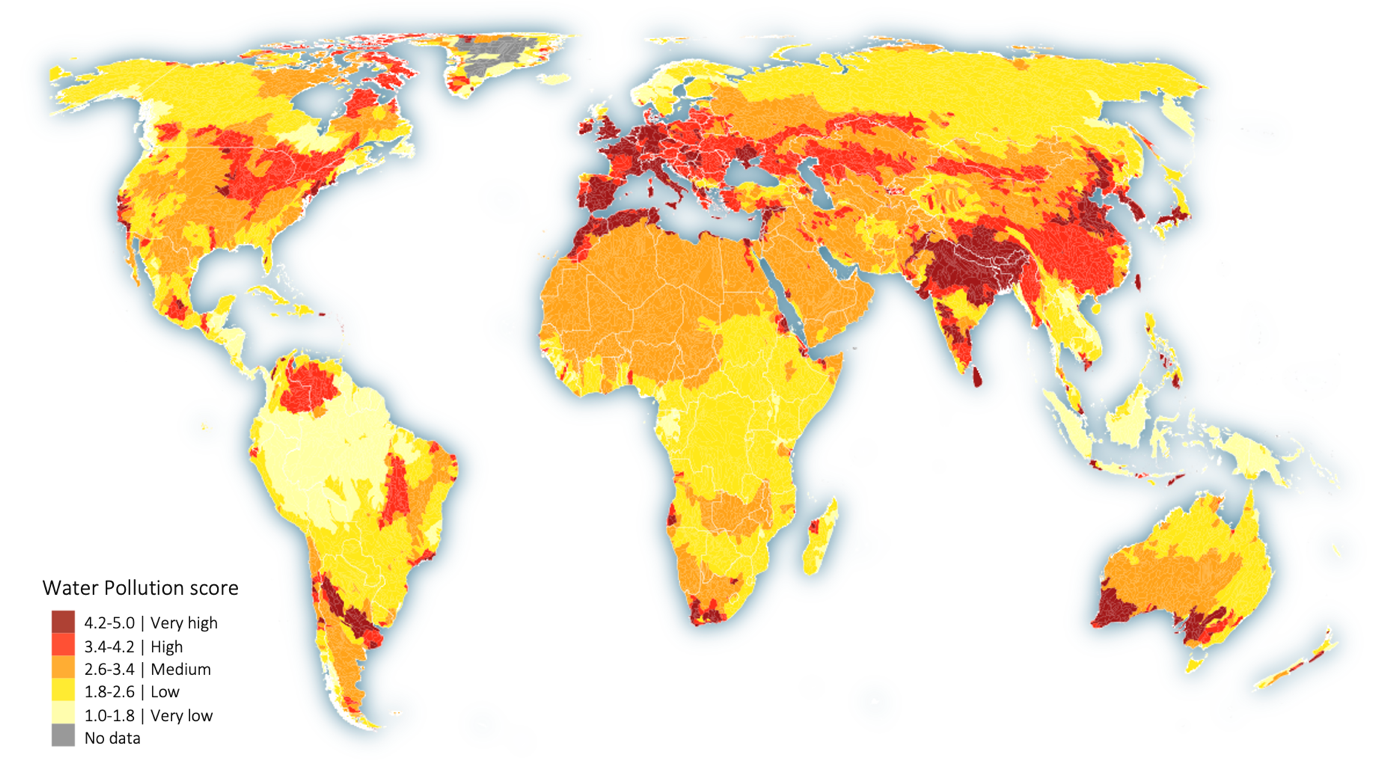 Water Pollution score
4.2-5.0 | Very high
3.4-4.2 | High
2.6-3.4 | Medium
1.8-2.6 | Low
1.0-1.8 | Very low
No data